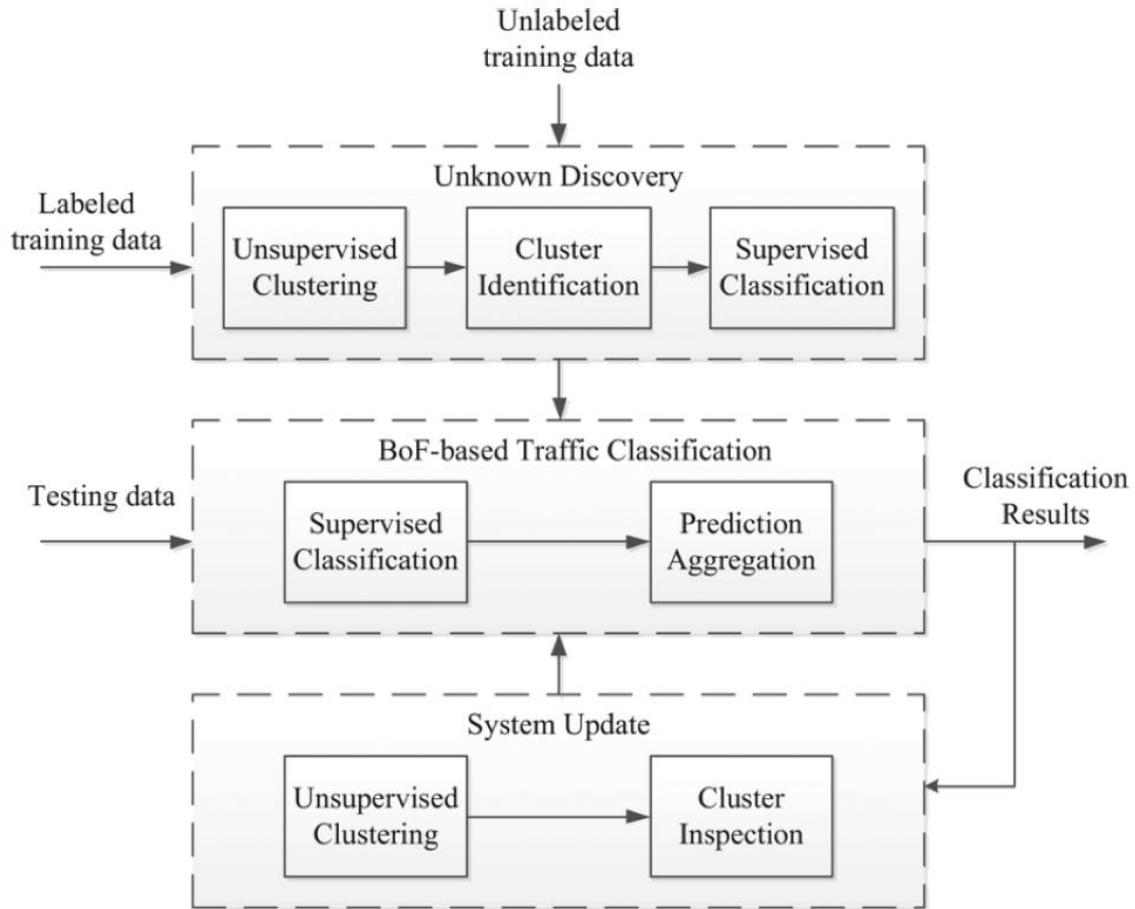 Unlabeled
training data
Unknown Discovery
Labeled
training data
Unsupervised
Clustering
Cluster
Identification
Supervised
Classification
BoF-based Traffic Classification
Testing data
Supervised
Classification
Prediction
Aggregation
Classification
Results
System Update
Unsupervised
Clustering
Cluster
Inspection